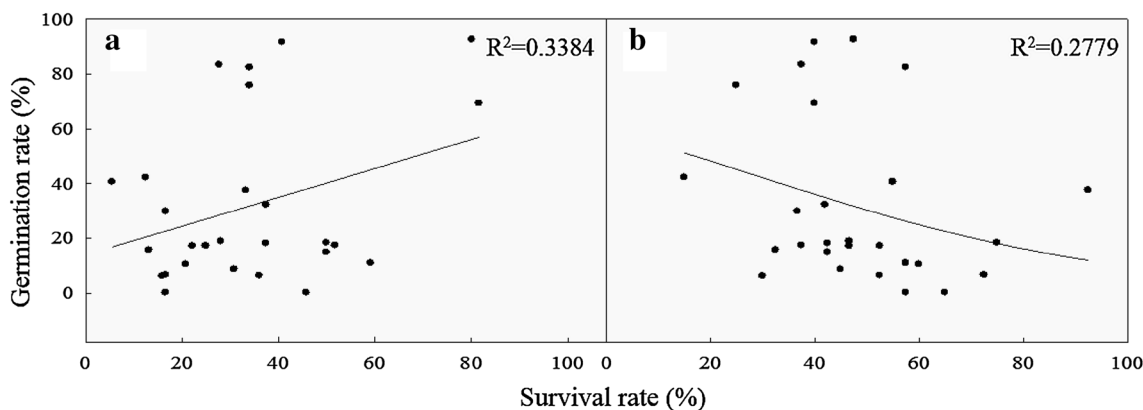 100
80
60
40
20
0
Germination rate (%)
a
R²=0.3384
b
R²=0.2779
0 20 40 60 80 100 0 20 40 60 80 100
Survival rate (%)